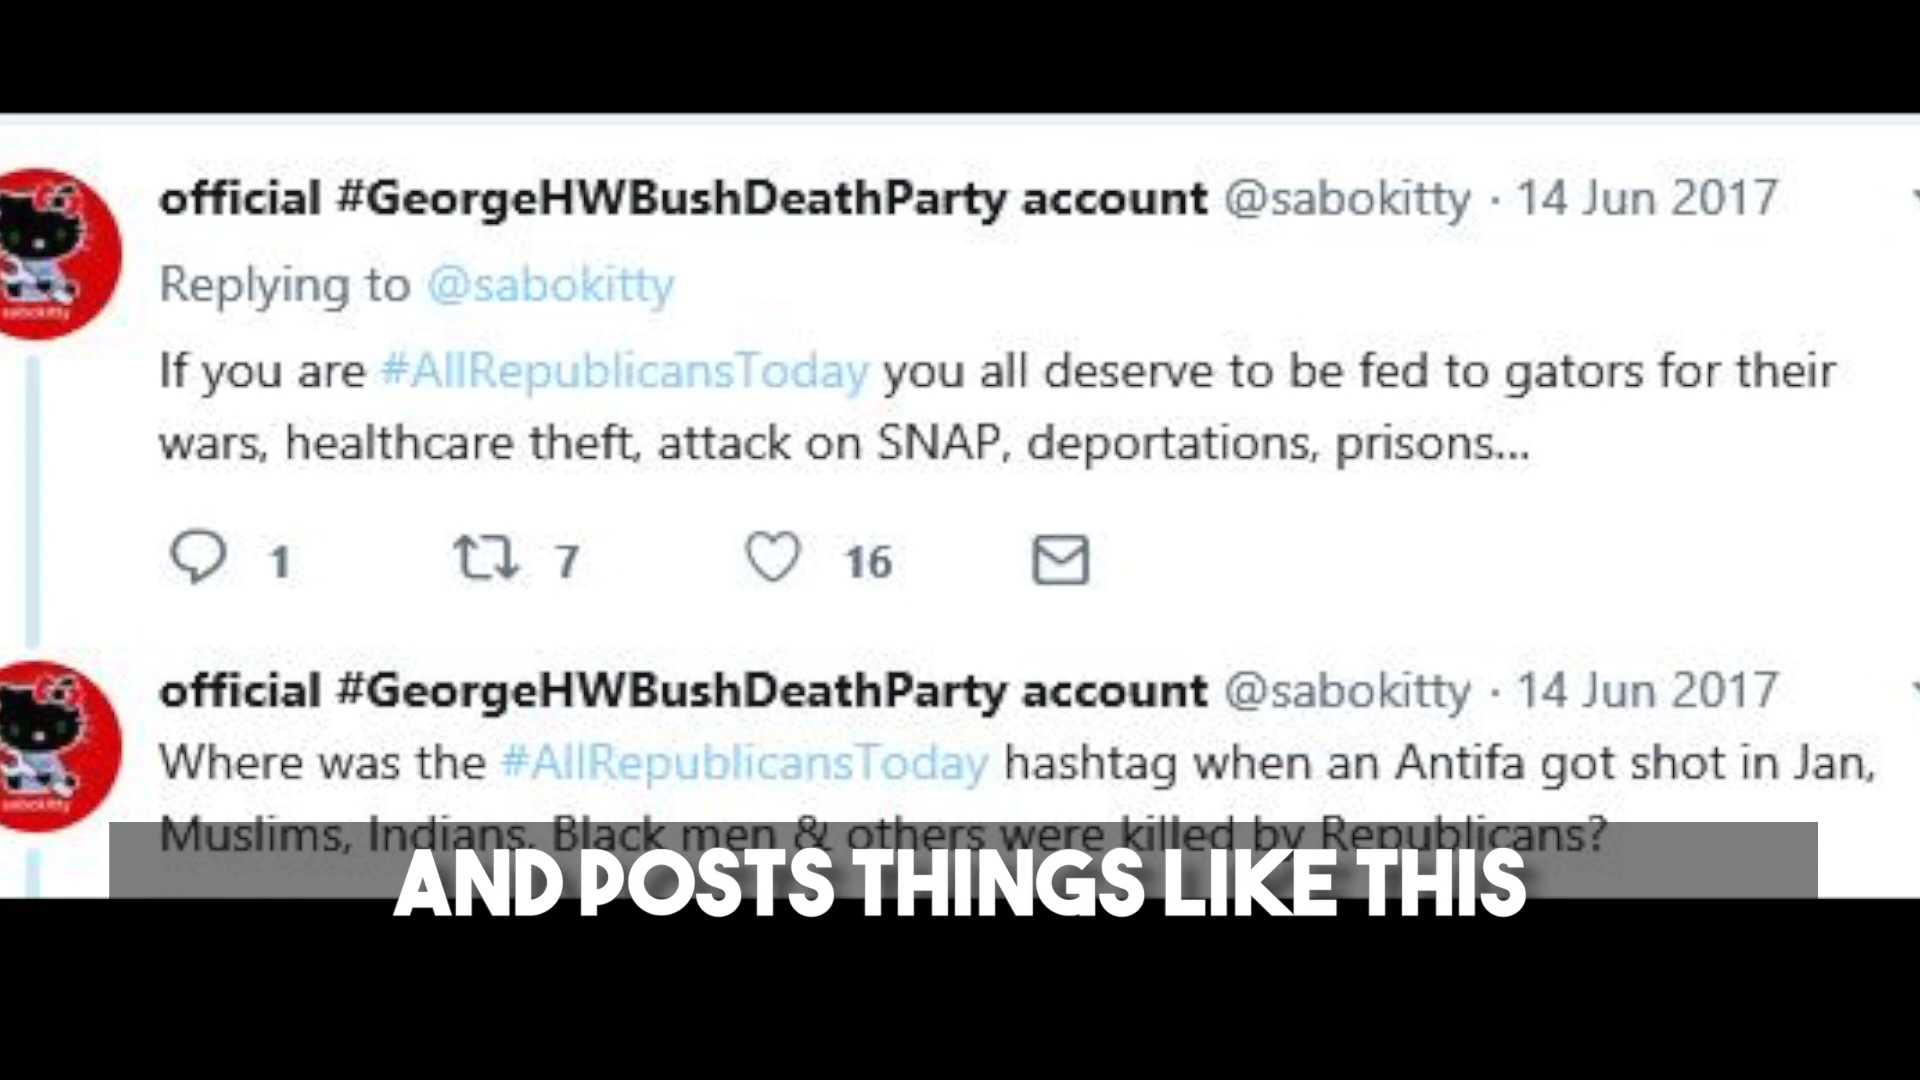 official #GeorgeHWBushDeathParty account @sabokitty · 14 Jun 2017
Replying to @sabokitty
If you are #AllRepublicansToday you all deserve to be fed to gators for their
wars, healthcare theft, attack on SNAP, deportations, prisons...
1 7 16
sabokitty
official #GeorgeHWBushDeathParty account @sabokitty · 14 Jun 2017
Where was the #AllRepublicansToday hashtag when an Antifa got shot in Jan,
Muslims, Indians, Black men & others were killed by Republicans?
sabokitty
AND POSTS THINGS LIKE THIS